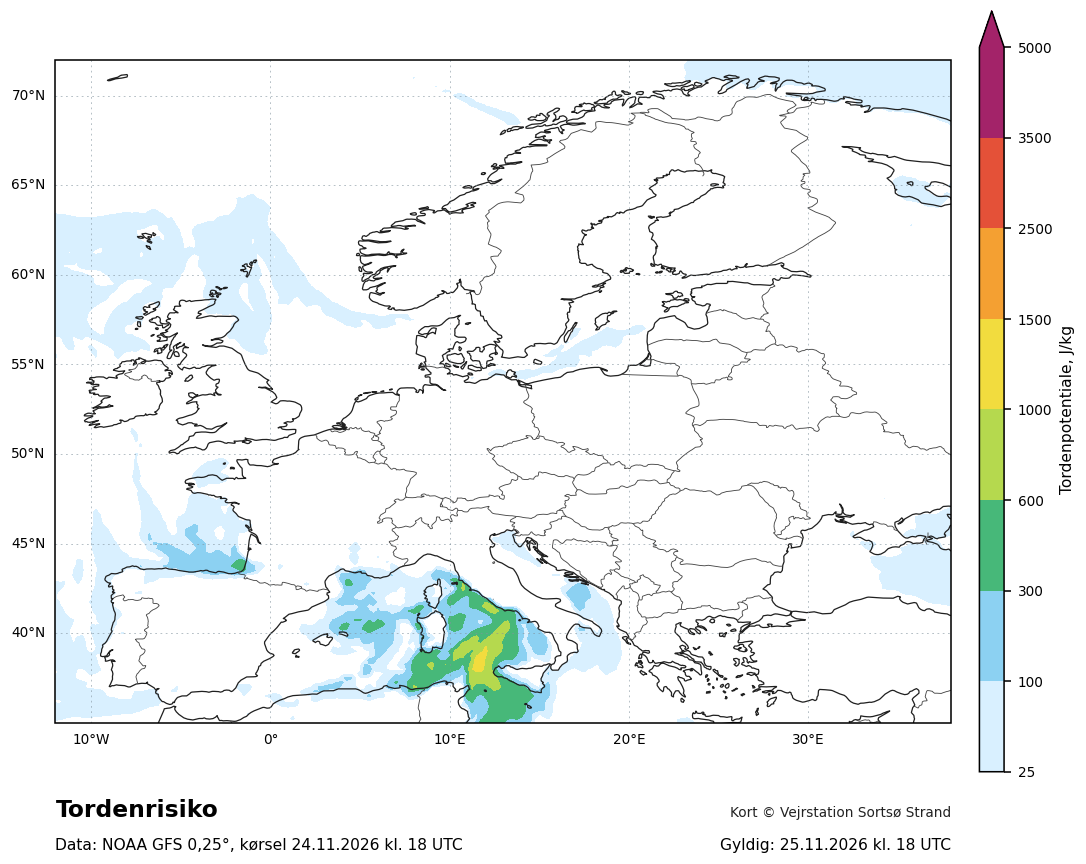 5000
3500
2500
1500
1000
600
300
100
25
Tordenpotentiale, J/kg
70°N
65°N
60°N
55°N
50°N
45°N
40°N
10°W
0°
10°E
20°E
30°E
Tordenrisiko
Kort © Vejrstation Sortsø Strand
Data: NOAA GFS 0,25°, kørsel 24.11.2026 kl. 18 UTC
Gyldig: 25.11.2026 kl. 18 UTC